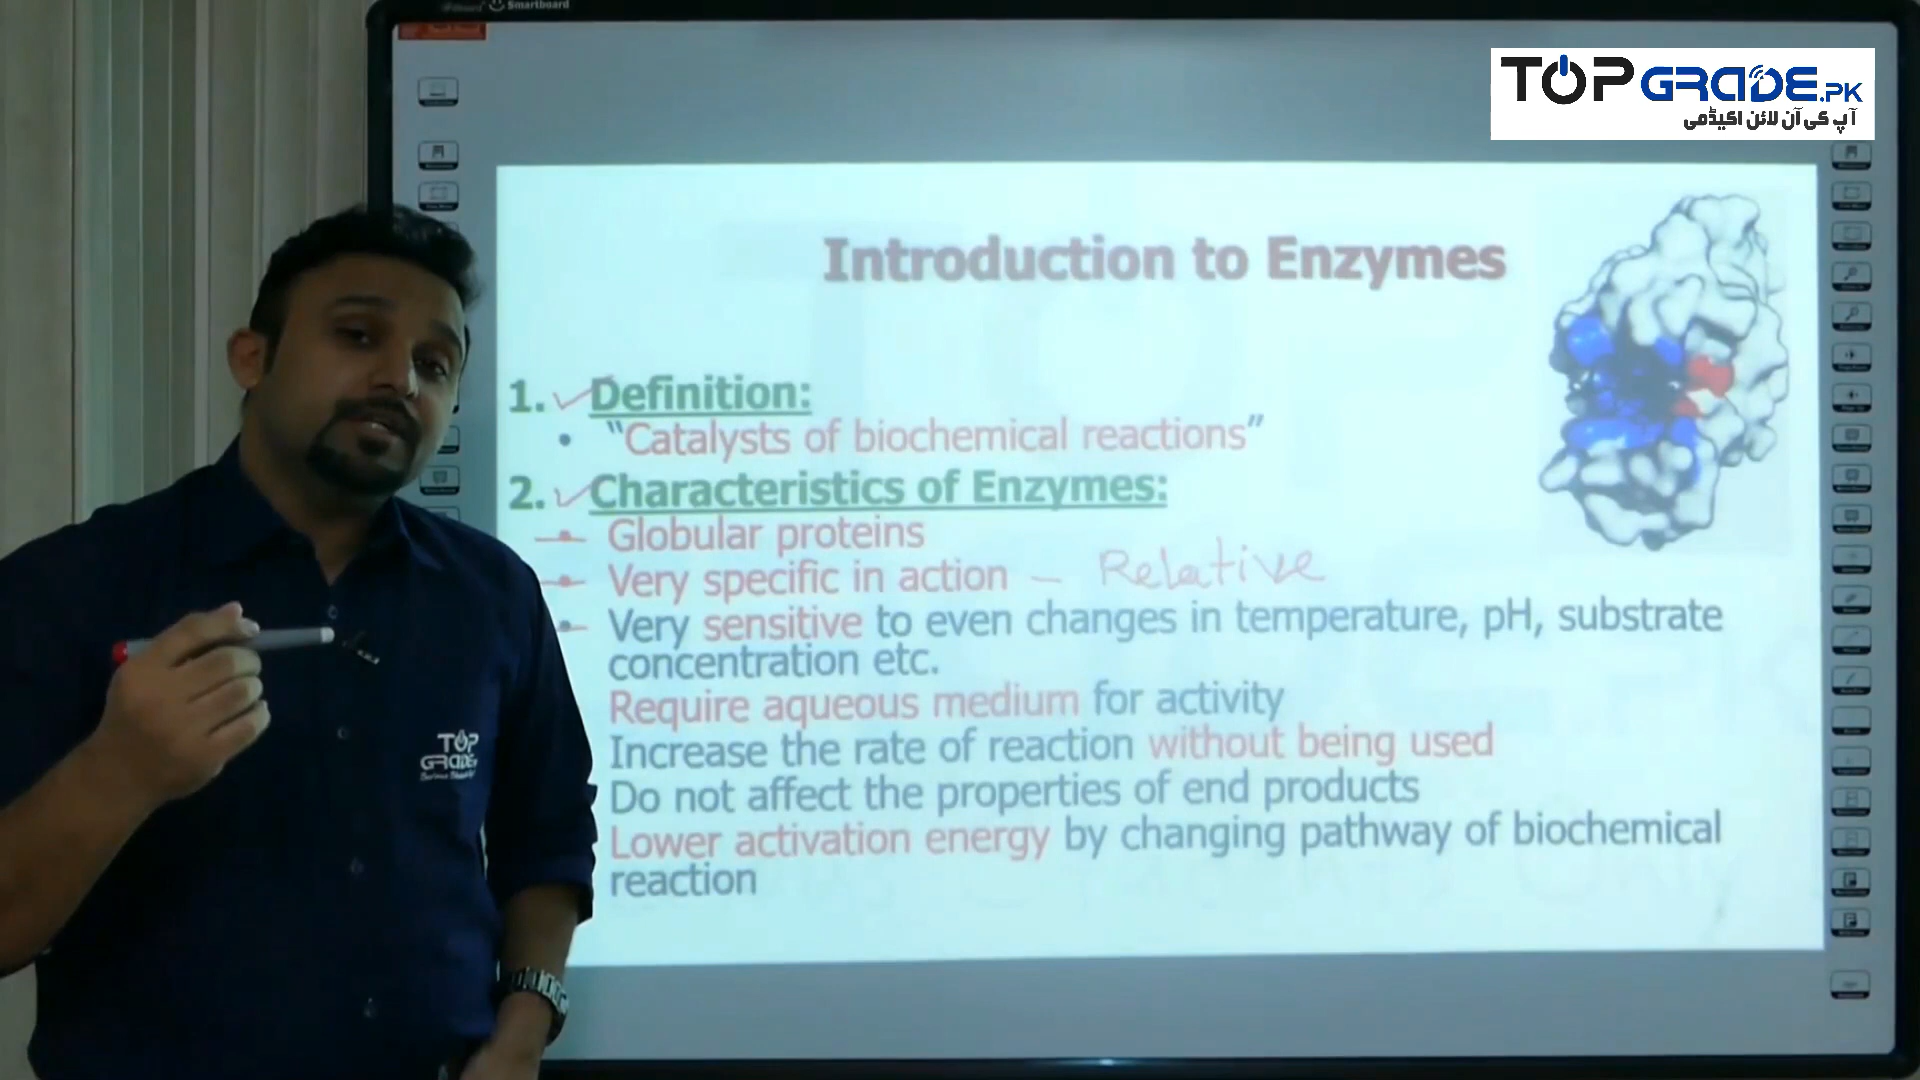 Smartboard
TOPGRADE.PK
آپ کی آن لائن اکیڈمی
Introduction to Enzymes
1. Definition:
• “Catalysts of biochemical reactions”
2. Characteristics of Enzymes:
• Globular proteins
• Very specific in action – Relative
• Very sensitive to even changes in temperature, pH, substrate
concentration etc.
Require aqueous medium for activity
Increase the rate of reaction without being used
Do not affect the properties of end products
Lower activation energy by changing pathway of biochemical
reaction
TOP
GRADE